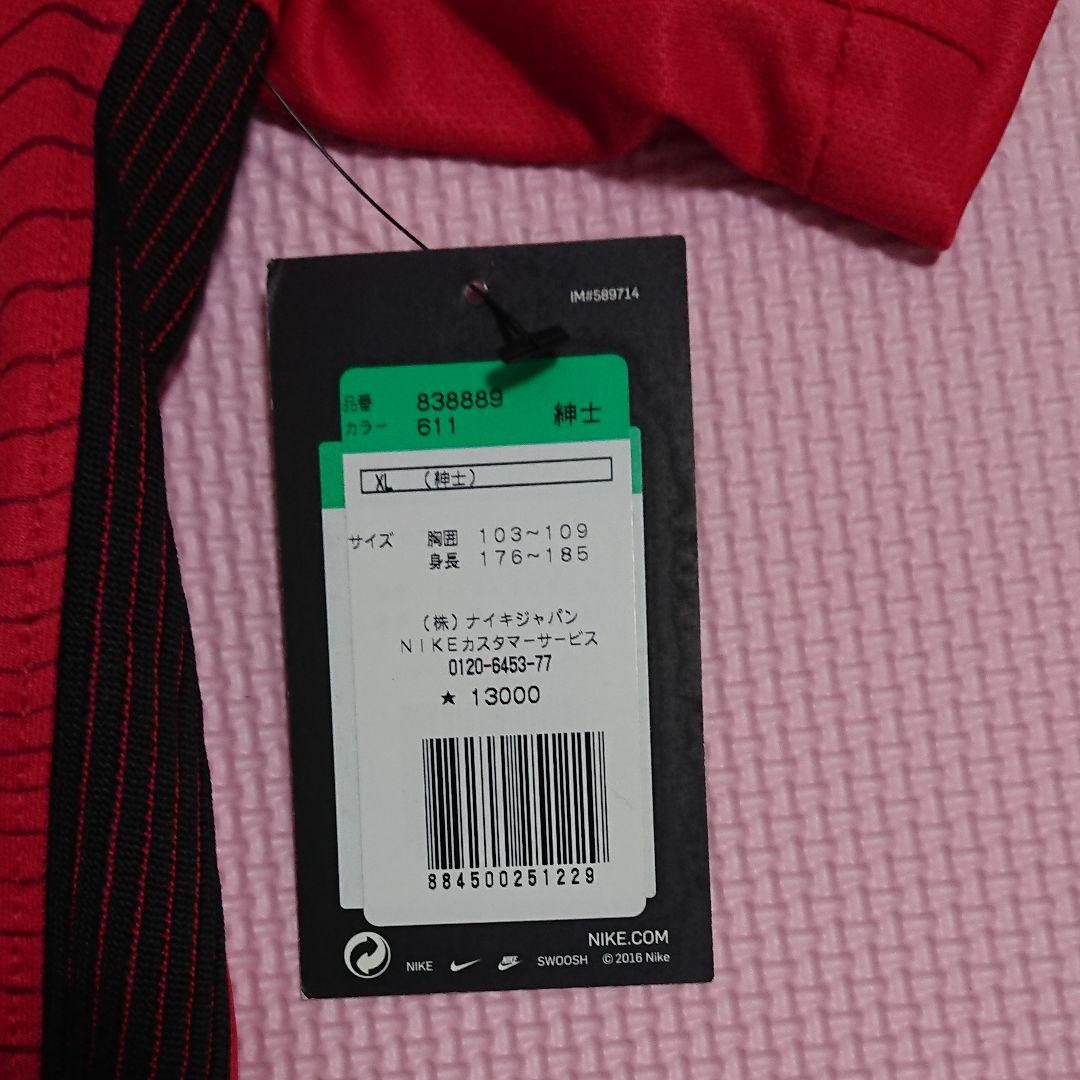 IM#589714
品番 838889
カラー 611 紳士
XL (紳士)
サイズ 胸囲 103~109
身長 176~185
(株)ナイキジャパン
NIKEカスタマーサービス
0120-6453-77
★ 13000
884500251229
NIKE.COM
NIKE SWOOSH ©2016 Nike